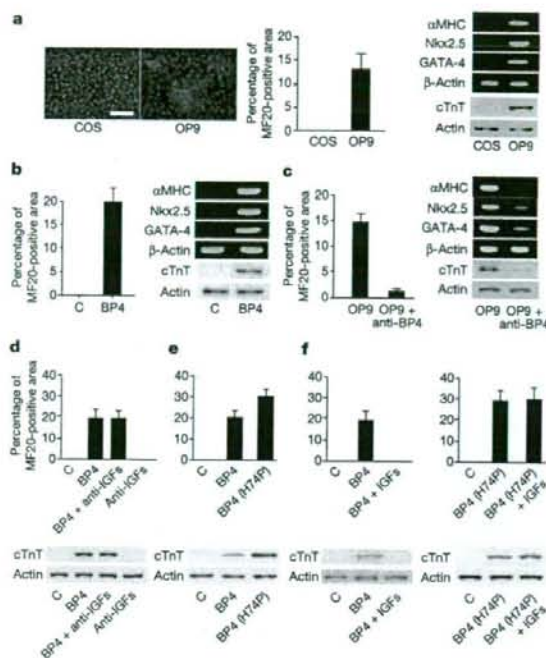 a
Percentage of
MF20-positive area
20
15
10
5
0
COS
OP9
COS OP9
αMHC
Nkx2.5
GATA-4
β-Actin
cTnT
Actin
COS OP9
b
Percentage of
MF20-positive area
20
15
10
5
0
C BP4
αMHC
Nkx2.5
GATA-4
β-Actin
cTnT
Actin
C BP4
c
Percentage of
MF20-positive area
20
15
10
5
0
OP9 OP9 +
anti-BP4
αMHC
Nkx2.5
GATA-4
β-Actin
cTnT
Actin
OP9 OP9 +
anti-BP4
d
Percentage of
MF20-positive area
40
30
20
10
0
C
BP4
BP4 + anti-IGFs
Anti-IGFs
e
40
30
20
10
0
C
BP4
BP4 (H74P)
f
40
30
20
10
0
C
BP4
BP4 + IGFs
40
30
20
10
0
C
BP4 (H74P)
BP4 (H74P)
+ IGFs
cTnT
Actin
C
BP4
BP4 + anti-IGFs
Anti-IGFs
cTnT
Actin
C
BP4
BP4 (H74P)
cTnT
Actin
C
BP4
BP4 + IGFs
cTnT
Actin
C
BP4 (H74P)
BP4 (H74P)
+ IGFs